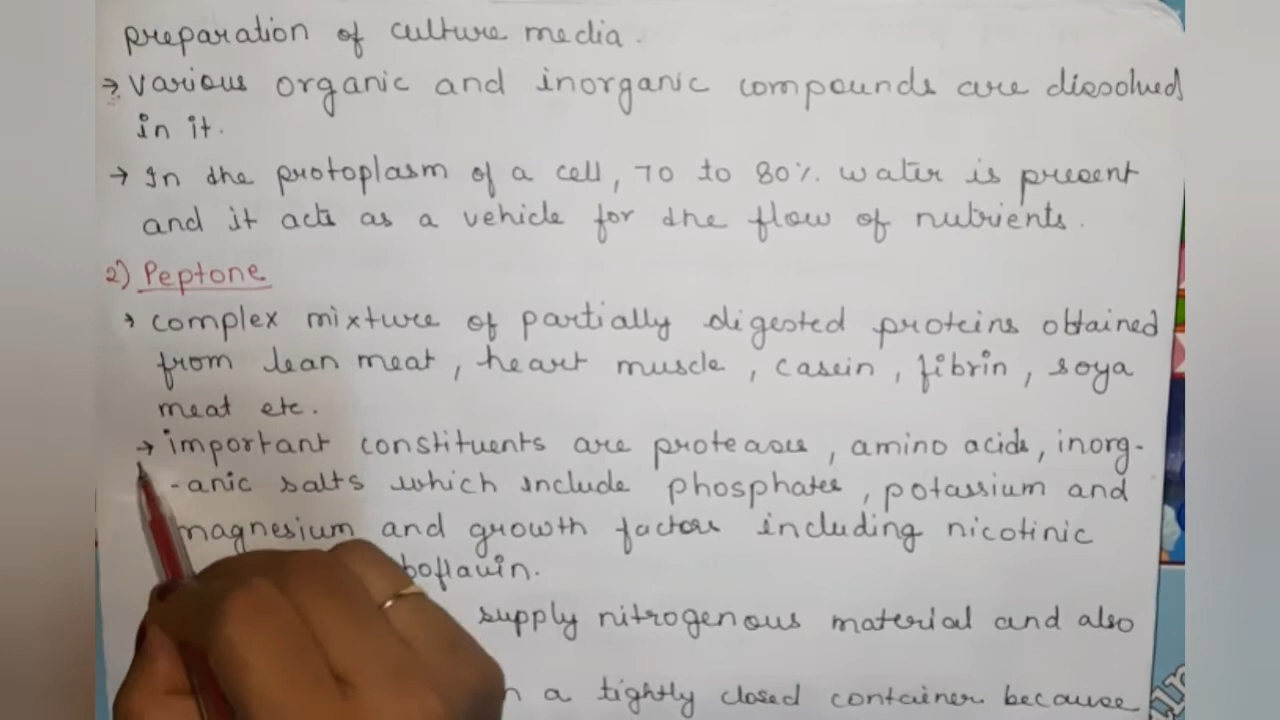 preparation of culture media.
→ various organic and inorganic compounds are dissolved
in it.
→ In the protoplasm of a cell, 70 to 80% water is present
and it acts as a vehicle for the flow of nutrients.
2) Peptone
→ complex mixture of partially digested proteins obtained
from lean meat, heart muscle, casein, fibrin, soya
meat etc.
→ important constituents are proteases, amino acids, inorg-
-anic salts which include phosphates, potassium and
magnesium and growth factors including nicotinic
boflavin.
supply nitrogenous material and also
a tightly closed container because